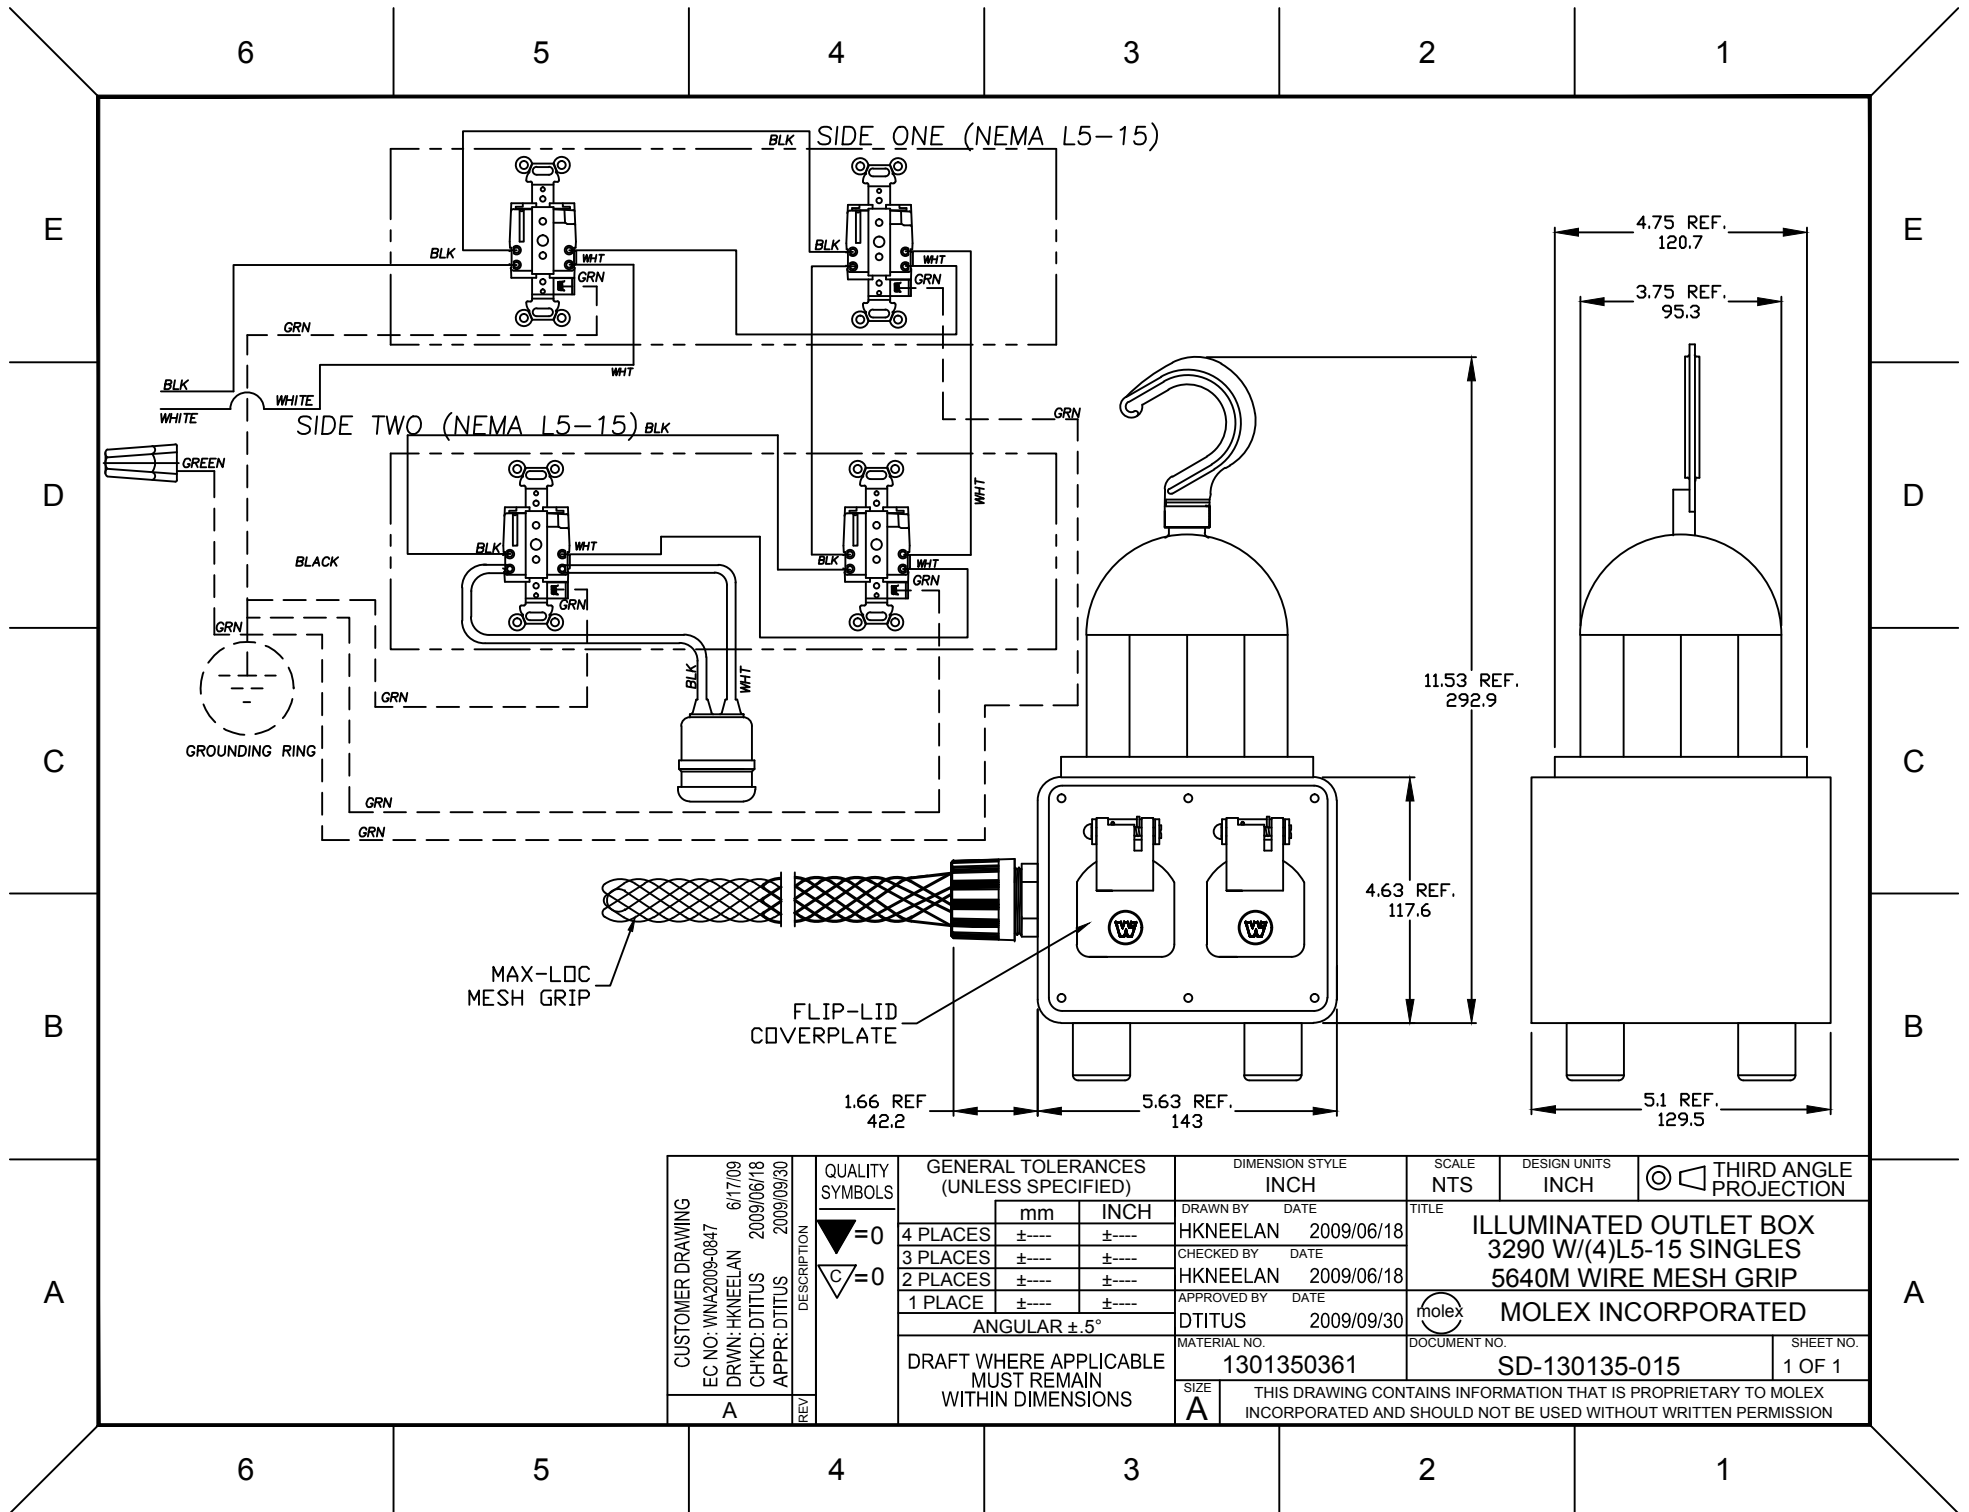 6 5 4 3 2 1
E
E
D
D
C
C
B
B
A
A
SIDE ONE (NEMA L5-15)
BLK
BLK
WHT
GRN
BLK
WHT
GRN
GRN
WHT
BLK
WHITE
WHITE
GREEN
SIDE TWO (NEMA L5-15)
BLK
GRN
WHT
BLK
WHT
GRN
BLK
WHT
GRN
BLACK
GRN
GROUNDING RING
GRN
BLK
WHT
GRN
GRN
4.75 REF.
120.7
3.75 REF.
95.3
11.53 REF.
292.9
4.63 REF.
117.6
W
W
MAX-LOC
MESH GRIP
FLIP-LID
COVERPLATE
1.66 REF
42.2
5.63 REF.
143
5.1 REF.
129.5
CUSTOMER DRAWING
EC NO: WNA2009-0847
DRWN: HKNEELAN 6/17/09
CH'KD: DTITUS 2009/06/18
APPR: DTITUS 2009/09/30
DESCRIPTION
A
REV
QUALITY
SYMBOLS
=0
C =0
GENERAL TOLERANCES
(UNLESS SPECIFIED)
mm INCH
4 PLACES ±---- ±----
3 PLACES ±---- ±----
2 PLACES ±---- ±----
1 PLACE ±---- ±----
ANGULAR ±.5°
DRAFT WHERE APPLICABLE
MUST REMAIN
WITHIN DIMENSIONS
DIMENSION STYLE
INCH
SCALE
NTS
DESIGN UNITS
INCH
THIRD ANGLE
PROJECTION
DRAWN BY DATE
HKNEELAN 2009/06/18
CHECKED BY DATE
HKNEELAN 2009/06/18
APPROVED BY DATE
DTITUS 2009/09/30
TITLE
ILLUMINATED OUTLET BOX
3290 W/(4)L5-15 SINGLES
5640M WIRE MESH GRIP
molex
MOLEX INCORPORATED
MATERIAL NO.
1301350361
DOCUMENT NO.
SD-130135-015
SHEET NO.
1 OF 1
SIZE
A
THIS DRAWING CONTAINS INFORMATION THAT IS PROPRIETARY TO MOLEX
INCORPORATED AND SHOULD NOT BE USED WITHOUT WRITTEN PERMISSION
6 5 4 3 2 1